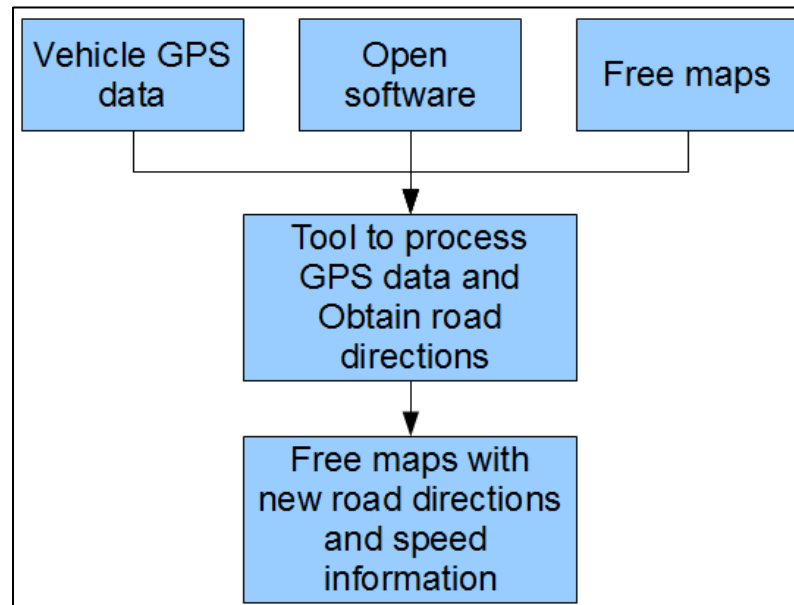 Vehicle GPS
data
Open
software
Free maps
Tool to process
GPS data and
Obtain road
directions
Free maps with
new road directions
and speed
information